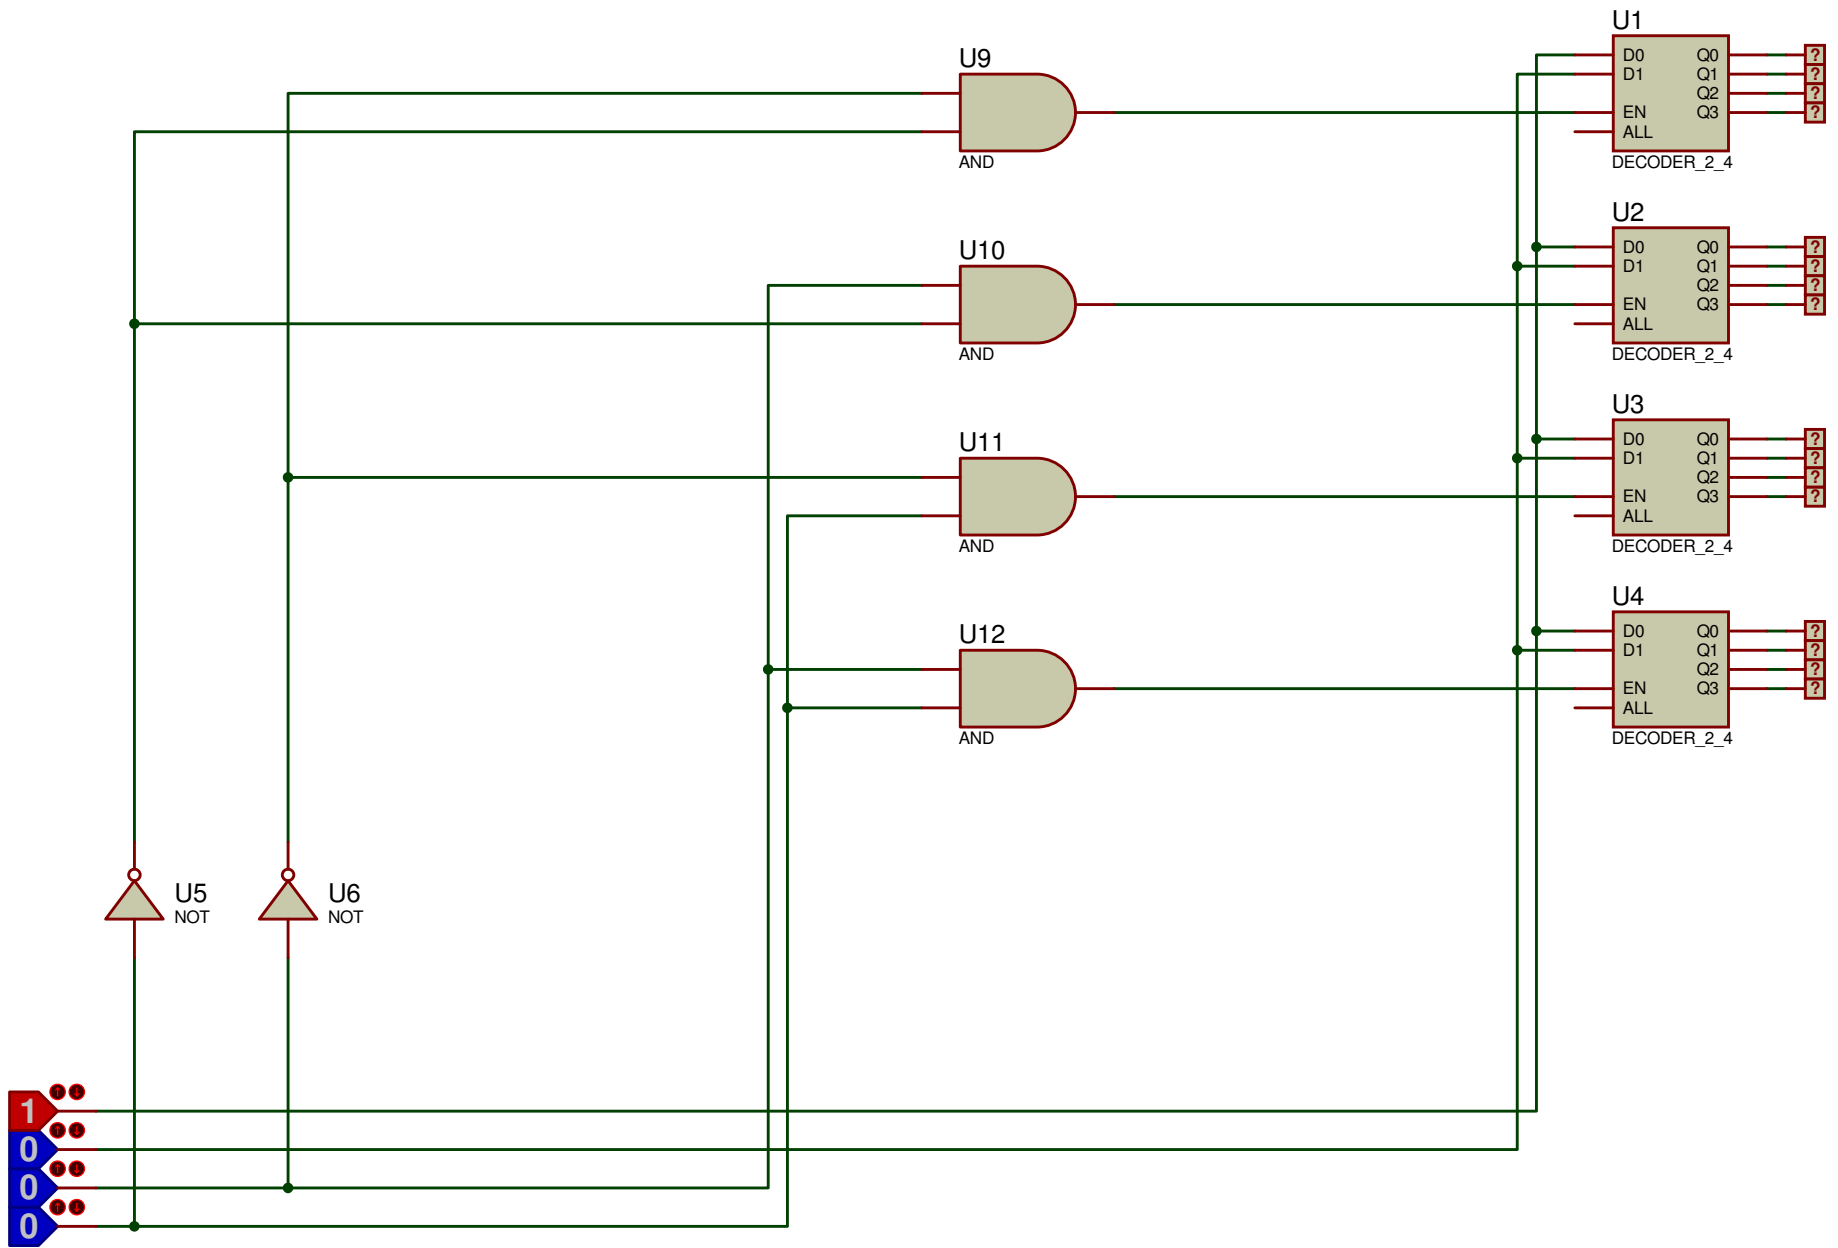 U1
D0 Q0 ?
D1 Q1 ?
Q2 ?
EN Q3 ?
ALL
DECODER_2_4
U9
AND
U2
D0 Q0 ?
D1 Q1 ?
Q2 ?
EN Q3 ?
ALL
DECODER_2_4
U10
AND
U3
D0 Q0 ?
D1 Q1 ?
Q2 ?
EN Q3 ?
ALL
DECODER_2_4
U11
AND
U4
D0 Q0 ?
D1 Q1 ?
Q2 ?
EN Q3 ?
ALL
DECODER_2_4
U12
AND
U5
NOT
U6
NOT
1
0
0
0